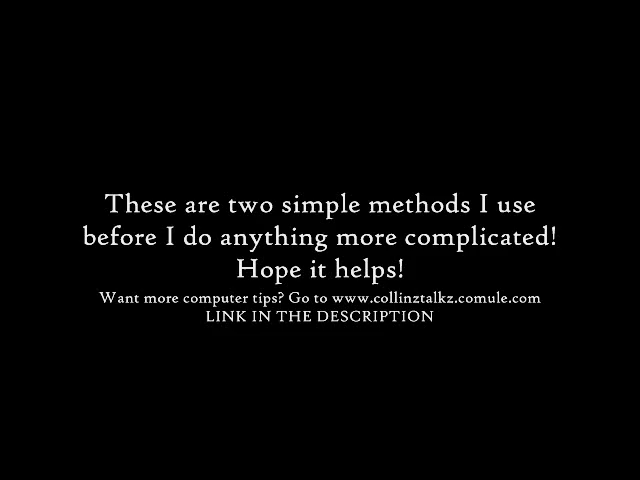 These are two simple methods I use
before I do anything more complicated!
Hope it helps!
Want more computer tips? Go to www.collinztalkz.comule.com
LINK IN THE DESCRIPTION